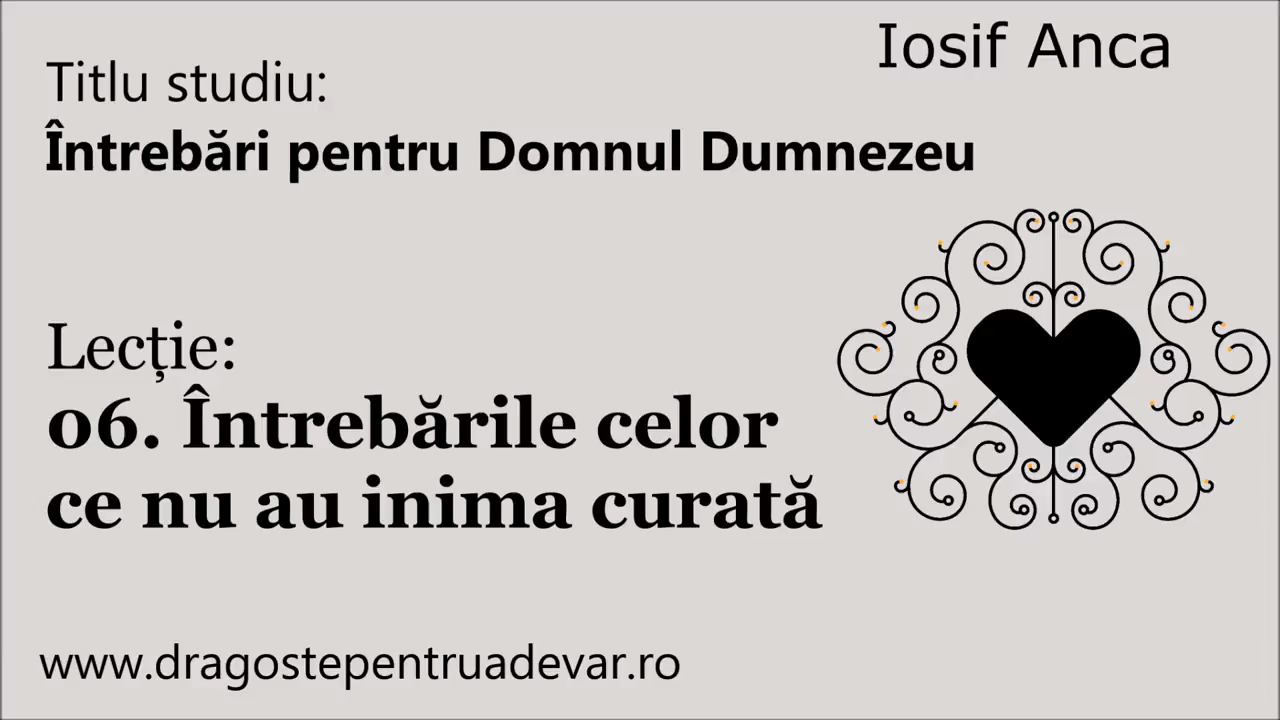 Iosif Anca
Titlu studiu:
Întrebări pentru Domnul Dumnezeu
Lecție:
06. Întrebările celor
ce nu au inima curată
www.dragostepentruadevar.ro